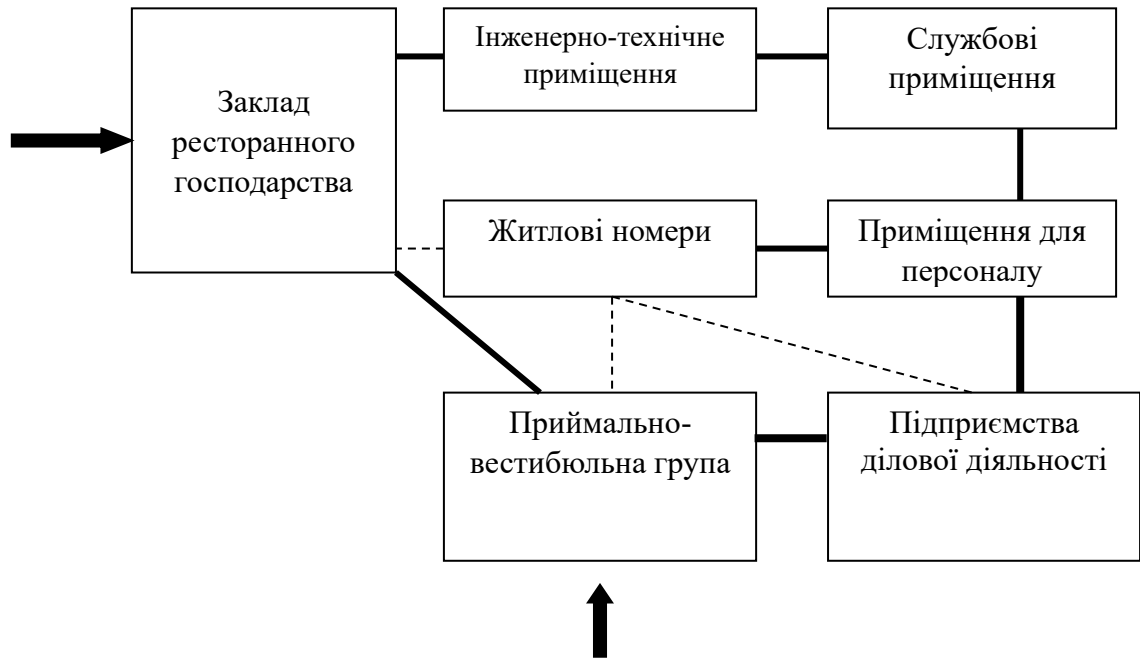 Заклад
ресторанного
господарства
Інженерно-технічне
приміщення
Службові
приміщення
Житлові номери
Приміщення для
персоналу
Приймально-
вестибюльна група
Підприємства
ділової діяльності